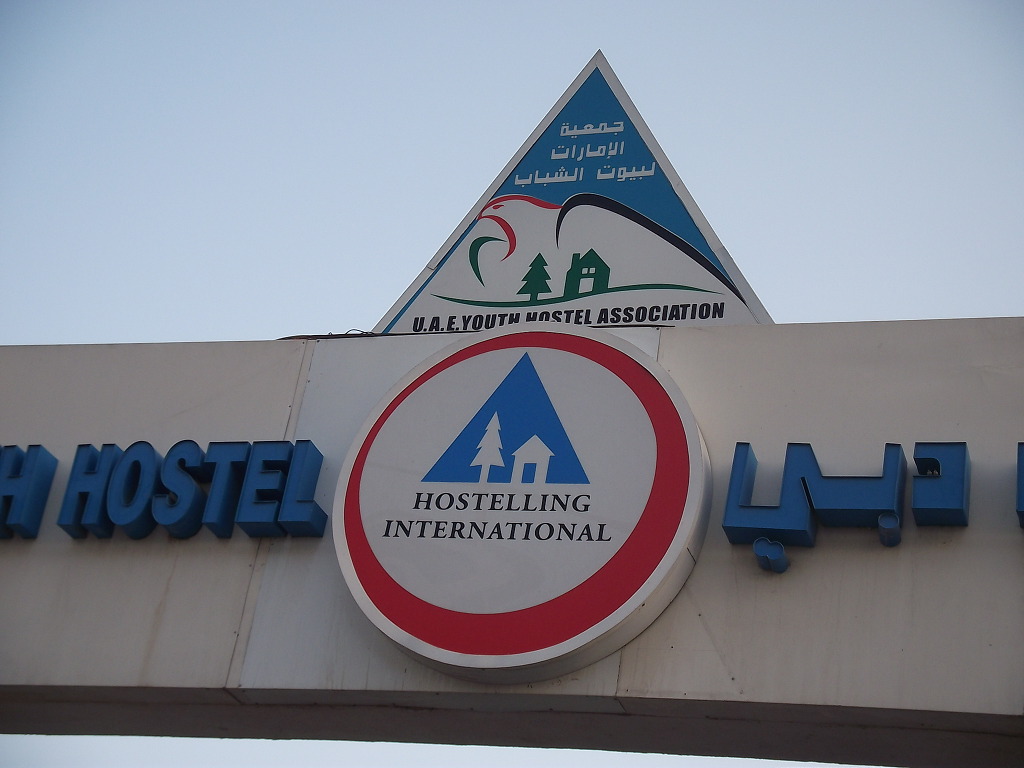 جمعية
الإمارات
لبيوت الشباب
U.A.E.YOUTH HOSTEL ASSOCIATION
HOSTEL
HOSTELLING
INTERNATIONAL
دبي